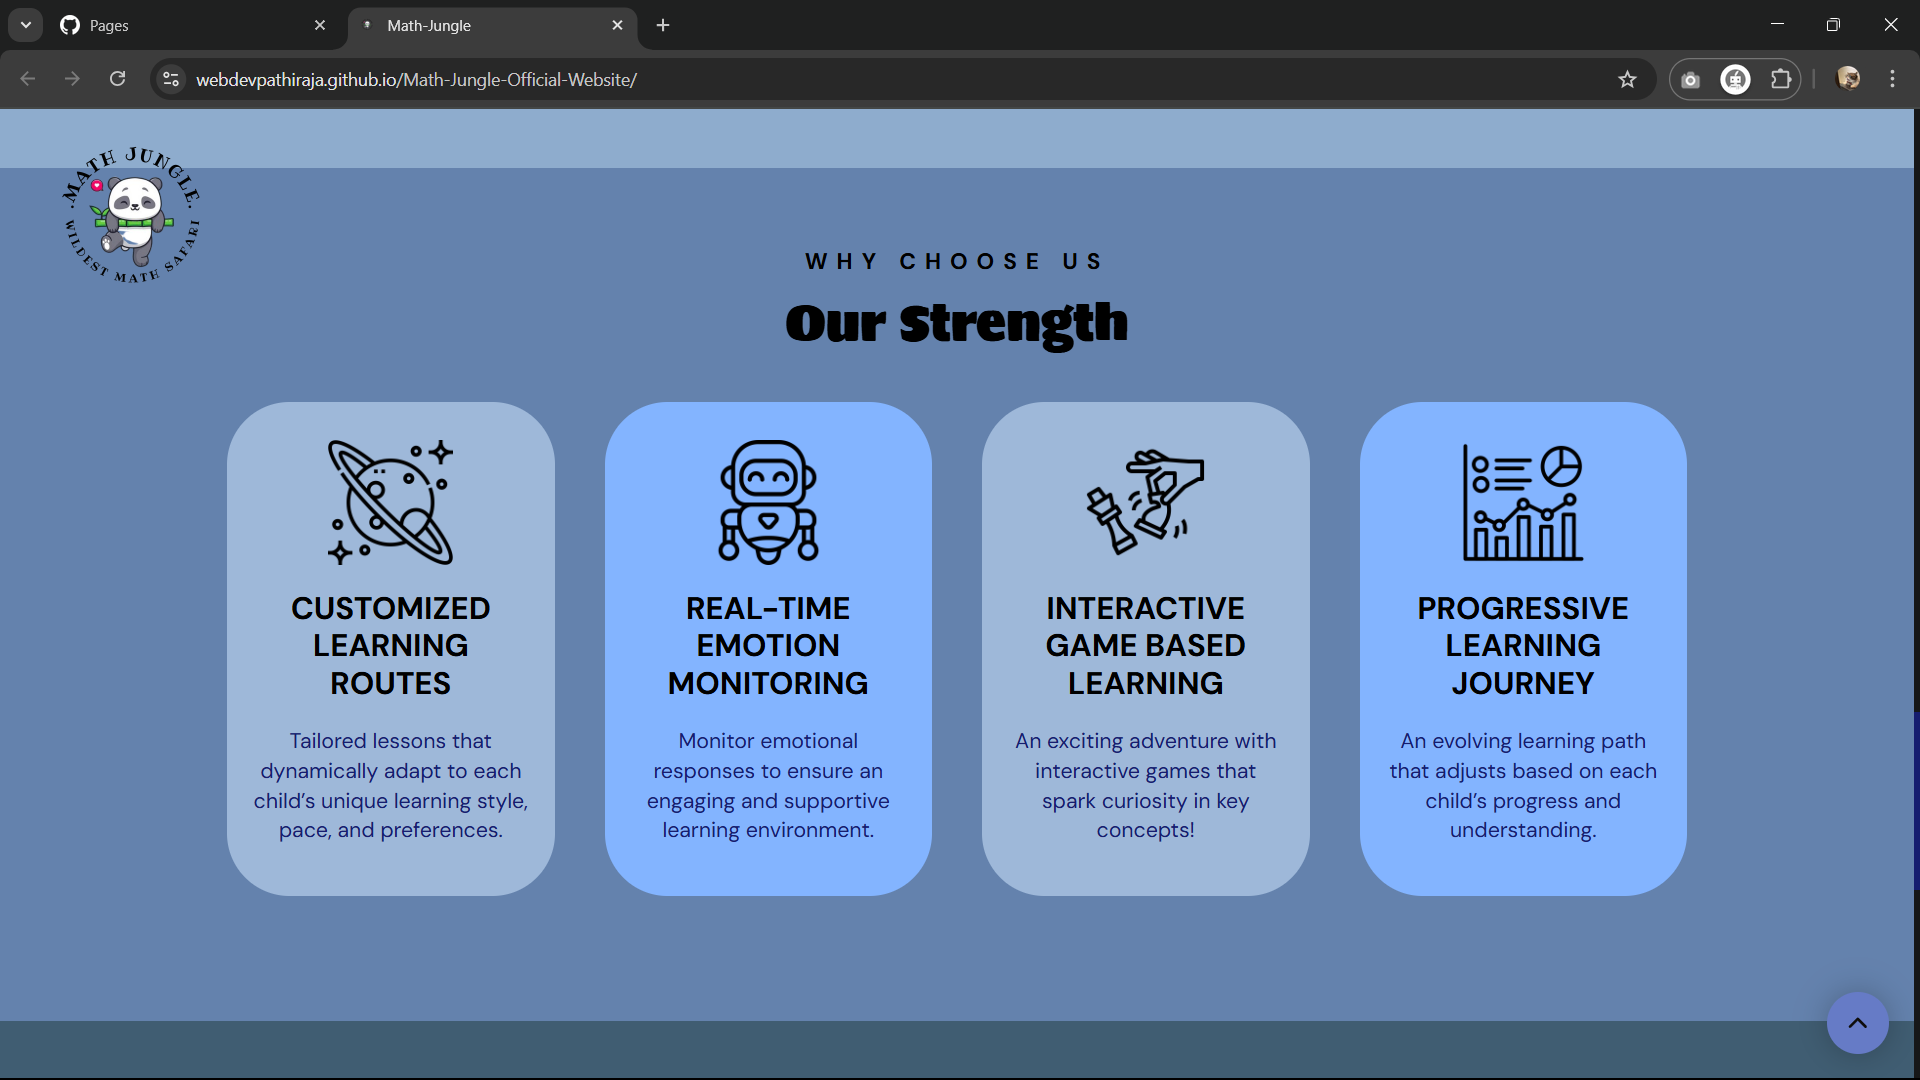 Pages
Math-Jungle
webdevpathiraja.github.io/Math-Jungle-Official-Website/
MATH JUNGLE
WILDEST MATH SAFARI
WHY CHOOSE US
Our Strength
CUSTOMIZED
LEARNING
ROUTES
Tailored lessons that
dynamically adapt to each
child’s unique learning style,
pace, and preferences.
REAL-TIME
EMOTION
MONITORING
Monitor emotional
responses to ensure an
engaging and supportive
learning environment.
INTERACTIVE
GAME BASED
LEARNING
An exciting adventure with
interactive games that
spark curiosity in key
concepts!
PROGRESSIVE
LEARNING
JOURNEY
An evolving learning path
that adjusts based on each
child’s progress and
understanding.